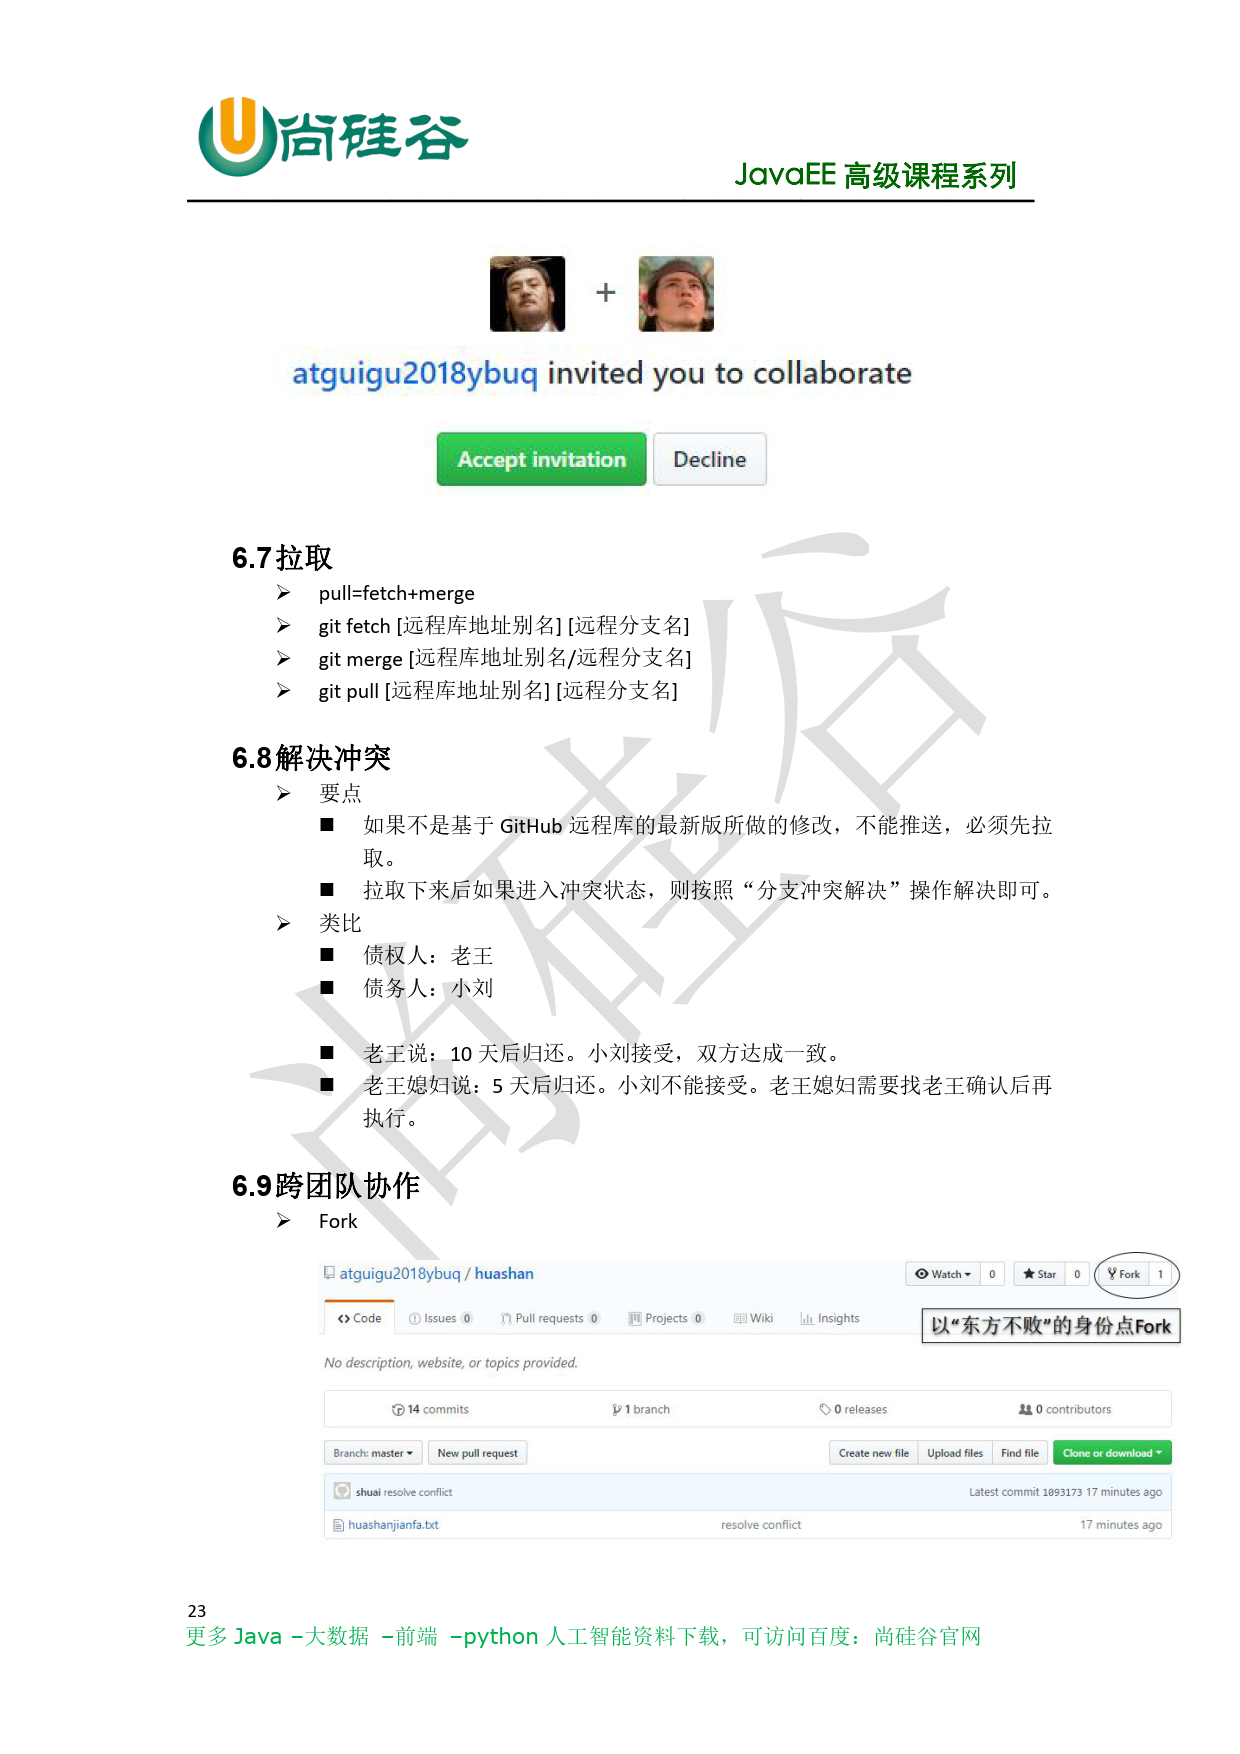 尚硅谷
JavaEE 高级课程系列
+
atguigu2018ybuq invited you to collaborate
Accept invitation Decline
6.7拉取
➢ pull=fetch+merge
➢ git fetch [远程库地址别名] [远程分支名]
➢ git merge [远程库地址别名/远程分支名]
➢ git pull [远程库地址别名] [远程分支名]
6.8解决冲突
➢ 要点
■ 如果不是基于 GitHub 远程库的最新版所做的修改，不能推送，必须先拉
取。
■ 拉取下来后如果进入冲突状态，则按照“分支冲突解决”操作解决即可。
➢ 类比
■ 债权人：老王
■ 债务人：小刘
■ 老王说：10 天后归还。小刘接受，双方达成一致。
■ 老王媳妇说：5 天后归还。小刘不能接受。老王媳妇需要找老王确认后再
执行。
6.9跨团队协作
➢ Fork
atguigu2018ybuq / huashan Watch 0 Star 0 Fork 1
Code Issues 0 Pull requests 0 Projects 0 Wiki Insights
以“东方不败”的身份点Fork
No description, website, or topics provided.
14 commits 1 branch 0 releases 0 contributors
Branch: master New pull request Create new file Upload files Find file Clone or download
shuai resolve conflict Latest commit 1093173 17 minutes ago
huashanjianfa.txt resolve conflict 17 minutes ago
23
更多 Java –大数据 –前端 –python 人工智能资料下载，可访问百度：尚硅谷官网
尚硅谷